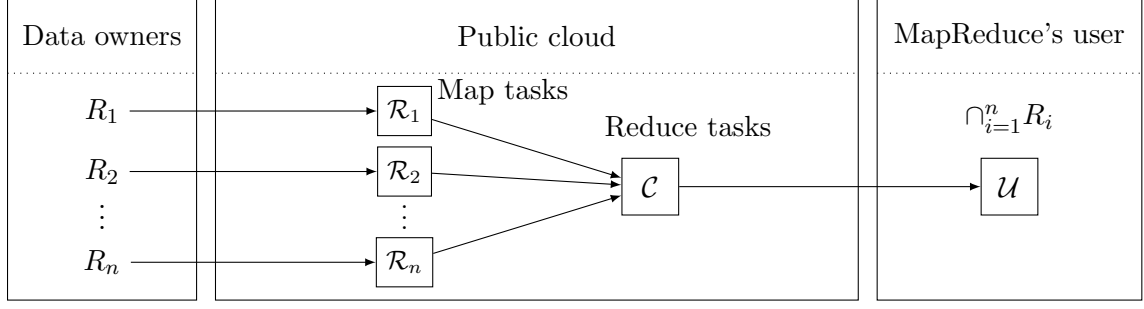 Data owners
Public cloud
MapReduce's user
R₁
R₂
⋮
Rₙ
ℛ₁
Map tasks
ℛ₂
⋮
ℛₙ
Reduce tasks
𝒞
∩ⁿᵢ₌₁Rᵢ
𝒰